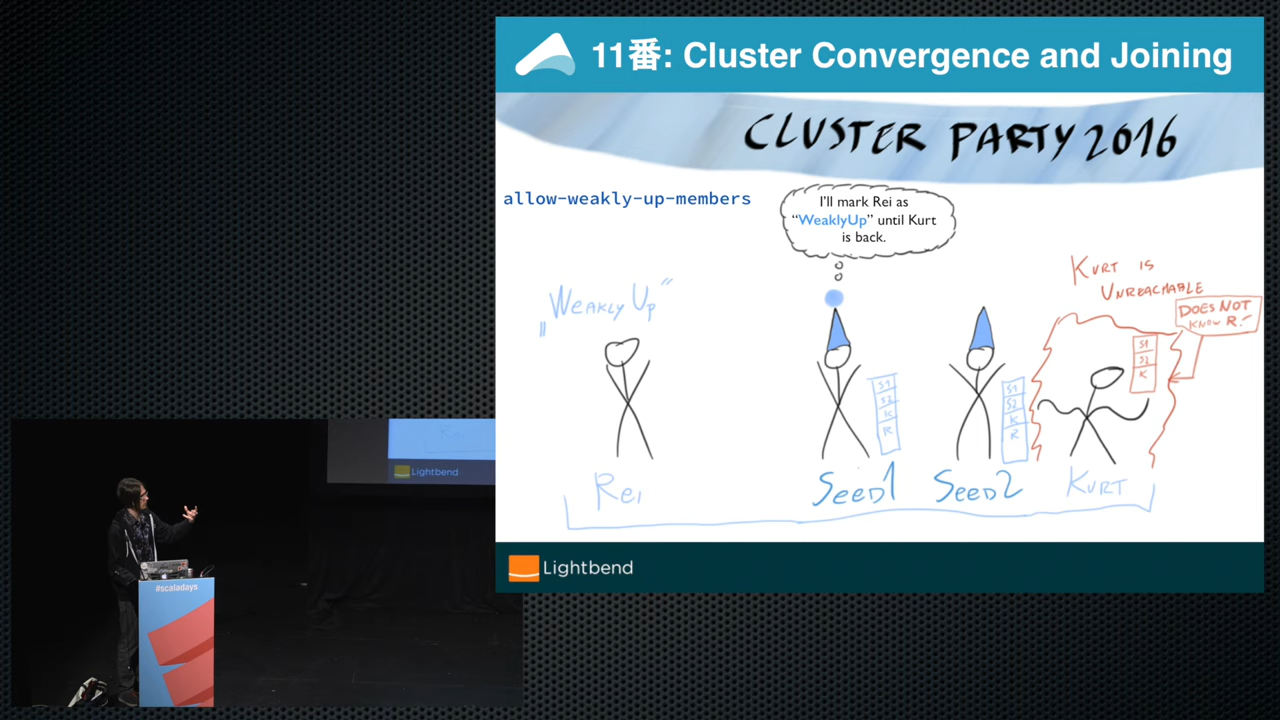 11番: Cluster Convergence and Joining
CLUSTER PARTY 2016
allow-weakly-up-members
I'll mark Rei as
“WeaklyUp” until Kurt
is back.
„Weakly Up”
KURT IS
UNREACHABLE
DOES NOT
KNOW R!
S1
S2
K
S1
S2
K
R
S1
S2
K
R
Rei
SEED1
SEED2
KURT
Lightbend
Lightbend
#scaladays